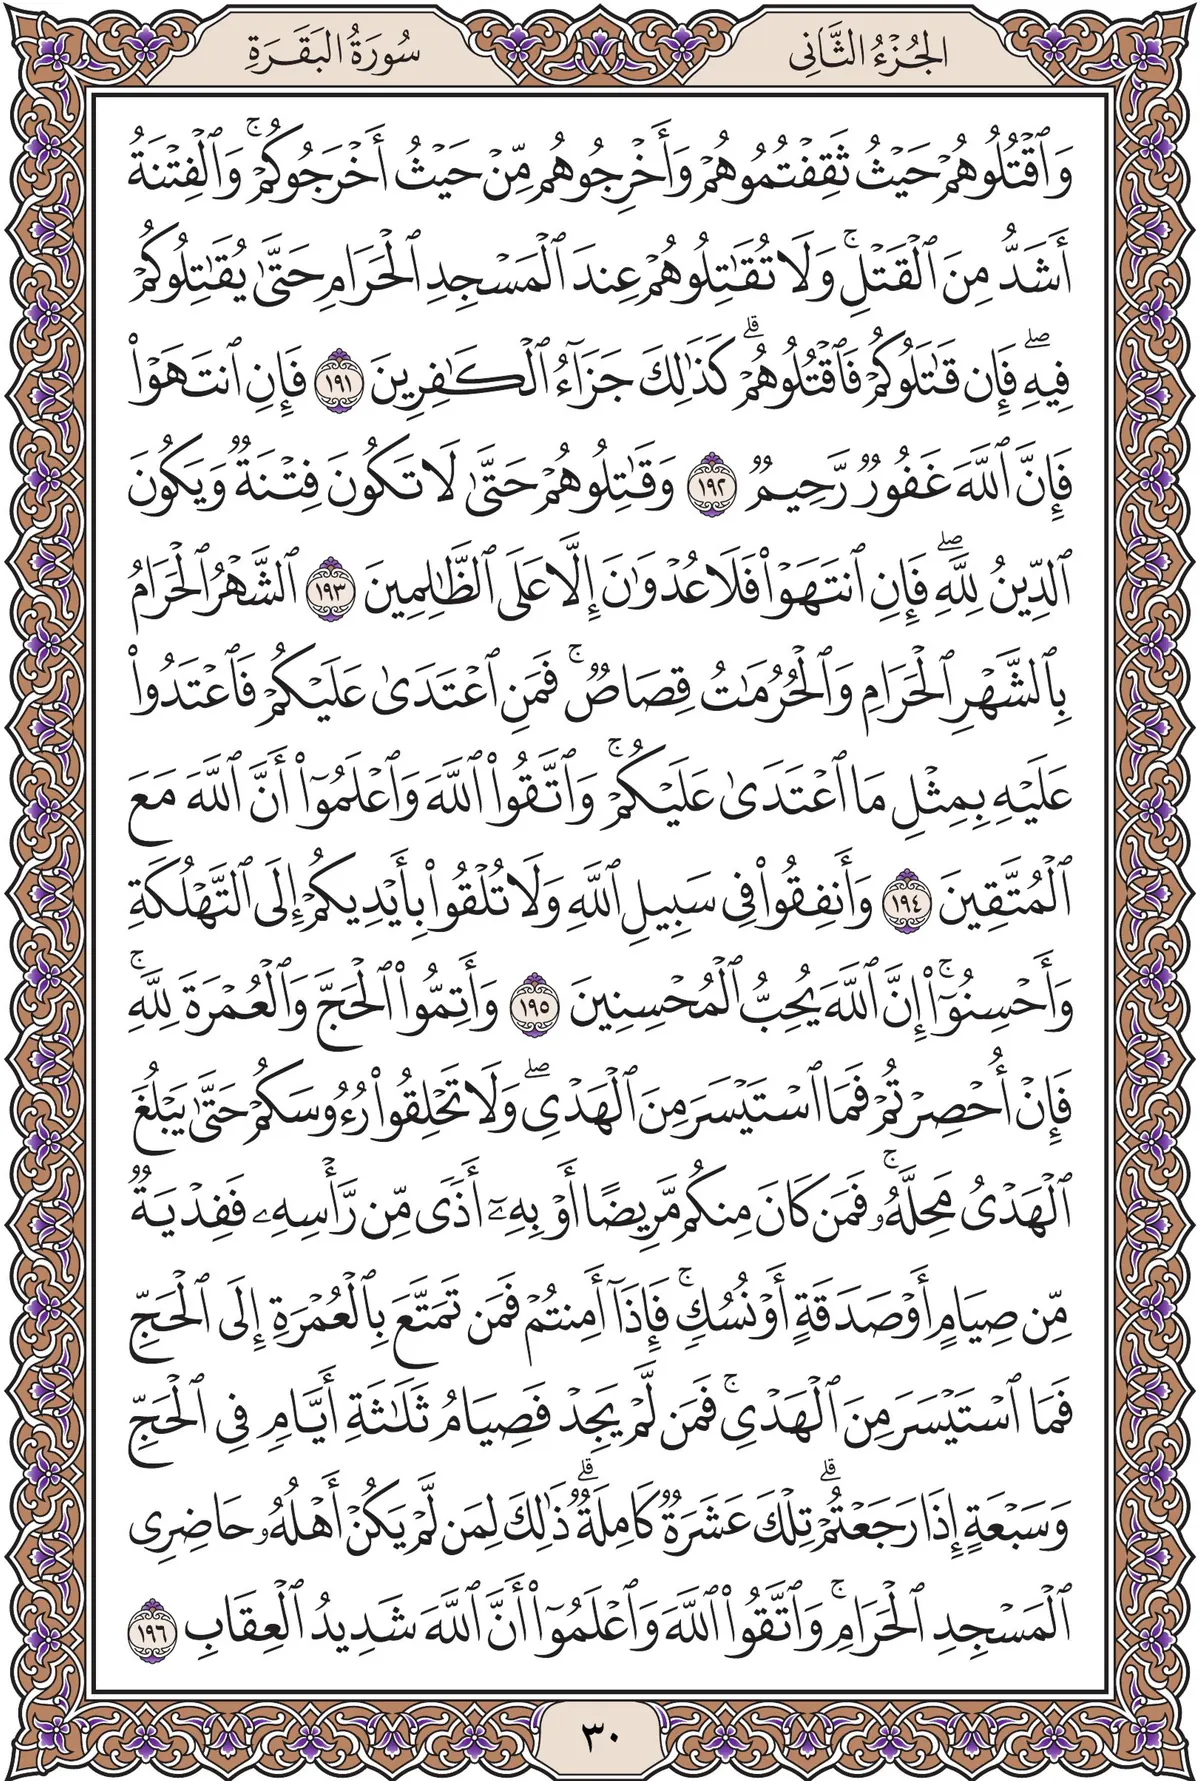 الجُزْءُ الثَّانِي
سُورَةُ البَقَرَةِ
وَٱقْتُلُوهُمْ حَيْثُ ثَقِفْتُمُوهُمْ وَأَخْرِجُوهُم مِّنْ حَيْثُ أَخْرَجُوكُمْ ۚ وَٱلْفِتْنَةُ
أَشَدُّ مِنَ ٱلْقَتْلِ ۚ وَلَا تُقَٰتِلُوهُمْ عِندَ ٱلْمَسْجِدِ ٱلْحَرَامِ حَتَّىٰ يُقَٰتِلُوكُمْ
فِيهِ ۖ فَإِن قَٰتَلُوكُمْ فَٱقْتُلُوهُمْ ۗ كَذَٰلِكَ جَزَآءُ ٱلْكَٰفِرِينَ ١٩١ فَإِنِ ٱنتَهَوْا۟
فَإِنَّ ٱللَّهَ غَفُورٌ رَّحِيمٌ ١٩٢ وَقَٰتِلُوهُمْ حَتَّىٰ لَا تَكُونَ فِتْنَةٌ وَيَكُونَ
ٱلدِّينُ لِلَّهِ ۖ فَإِنِ ٱنتَهَوْا۟ فَلَا عُدْوَٰنَ إِلَّا عَلَى ٱلظَّٰلِمِينَ ١٩٣ ٱلشَّهْرُ ٱلْحَرَامُ
بِٱلشَّهْرِ ٱلْحَرَامِ وَٱلْحُرُمَٰتُ قِصَاصٌ ۚ فَمَنِ ٱعْتَدَىٰ عَلَيْكُمْ فَٱعْتَدُوا۟
عَلَيْهِ بِمِثْلِ مَا ٱعْتَدَىٰ عَلَيْكُمْ ۚ وَٱتَّقُوا۟ ٱللَّهَ وَٱعْلَمُوٓا۟ أَنَّ ٱللَّهَ مَعَ
ٱلْمُتَّقِينَ ١٩٤ وَأَنفِقُوا۟ فِى سَبِيلِ ٱللَّهِ وَلَا تُلْقُوا۟ بِأَيْدِيكُمْ إِلَى ٱلتَّهْلُكَةِ
وَأَحْسِنُوٓا۟ ۚ إِنَّ ٱللَّهَ يُحِبُّ ٱلْمُحْسِنِينَ ١٩٥ وَأَتِمُّوا۟ ٱلْحَجَّ وَٱلْعُمْرَةَ لِلَّهِ ۚ
فَإِنْ أُحْصِرْتُمْ فَمَا ٱسْتَيْسَرَ مِنَ ٱلْهَدْىِ ۖ وَلَا تَحْلِقُوا۟ رُءُوسَكُمْ حَتَّىٰ يَبْلُغَ
ٱلْهَدْىُ مَحِلَّهُۥ ۚ فَمَن كَانَ مِنكُم مَّرِيضًا أَوْ بِهِۦٓ أَذًى مِّن رَّأْسِهِۦ فَفِدْيَةٌ
مِّن صِيَامٍ أَوْ صَدَقَةٍ أَوْ نُسُكٍ ۚ فَإِذَآ أَمِنتُمْ فَمَن تَمَتَّعَ بِٱلْعُمْرَةِ إِلَى ٱلْحَجِّ
فَمَا ٱسْتَيْسَرَ مِنَ ٱلْهَدْىِ ۚ فَمَن لَّمْ يَجِدْ فَصِيَامُ ثَلَٰثَةِ أَيَّامٍ فِى ٱلْحَجِّ
وَسَبْعَةٍ إِذَا رَجَعْتُمْ ۗ تِلْكَ عَشَرَةٌ كَامِلَةٌ ۗ ذَٰلِكَ لِمَن لَّمْ يَكُنْ أَهْلُهُۥ حَاضِرِى
ٱلْمَسْجِدِ ٱلْحَرَامِ ۚ وَٱتَّقُوا۟ ٱللَّهَ وَٱعْلَمُوٓا۟ أَنَّ ٱللَّهَ شَدِيدُ ٱلْعِقَابِ ١٩٦
٣٠